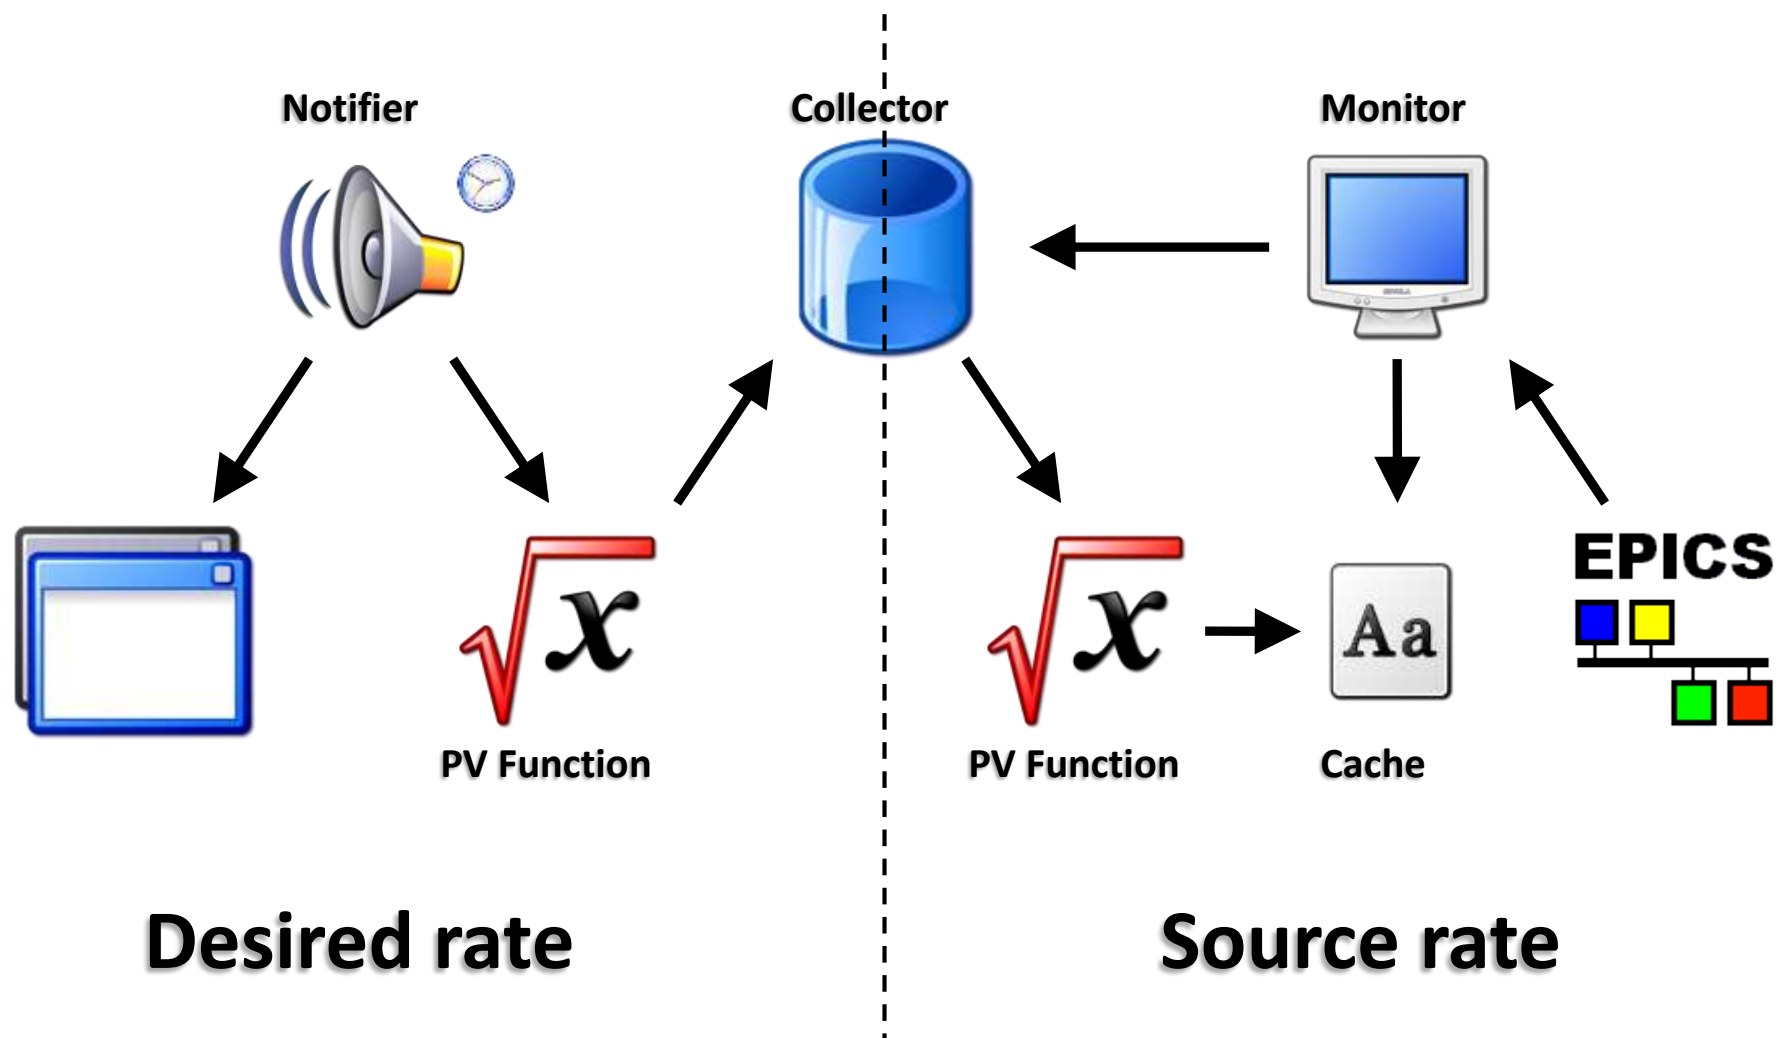 Notifier
Collector
Monitor
x
x
Aa
EPICS
PV Function
PV Function
Cache
Desired rate
Source rate